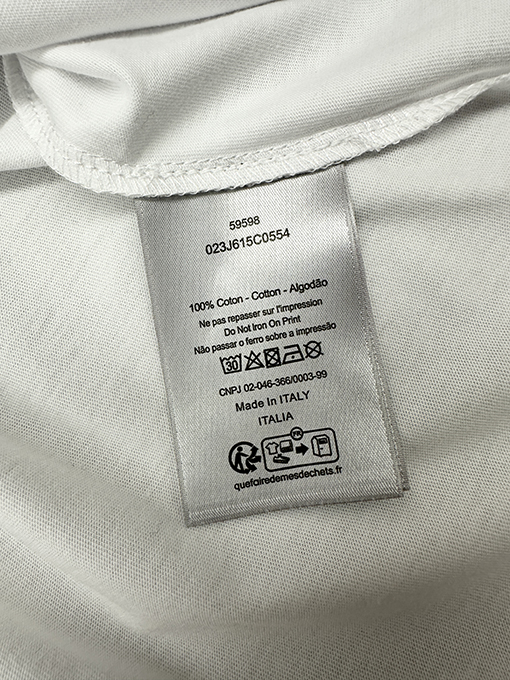 59598
023J615C0554
100% Coton - Cotton - Algodão
Ne pas repasser sur l'impression
Do Not Iron On Print
Não passar o ferro sobre a impressão
30
CNPJ 02-046-366/0003-99
Made In ITALY
ITALIA
FR
quefairedemesdechets.fr